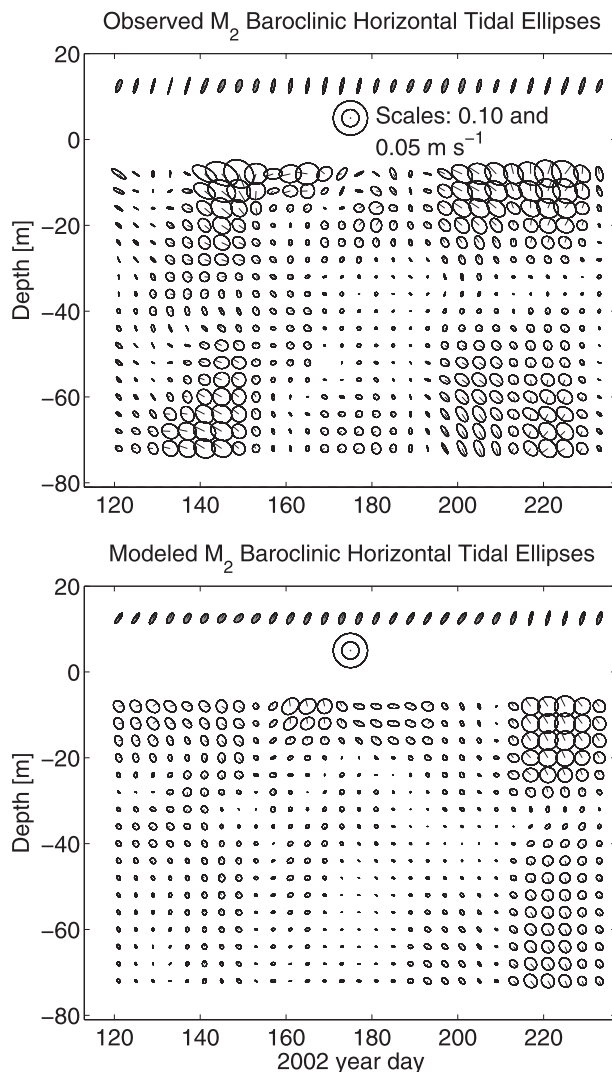 Observed M₂ Baroclinic Horizontal Tidal Ellipses
20
Scales: 0.10 and
0.05 m s⁻¹
0
−20
−40
−60
−80
Depth [m]
120 140 160 180 200 220
Modeled M₂ Baroclinic Horizontal Tidal Ellipses
20
0
−20
−40
−60
−80
Depth [m]
120 140 160 180 200 220
2002 year day